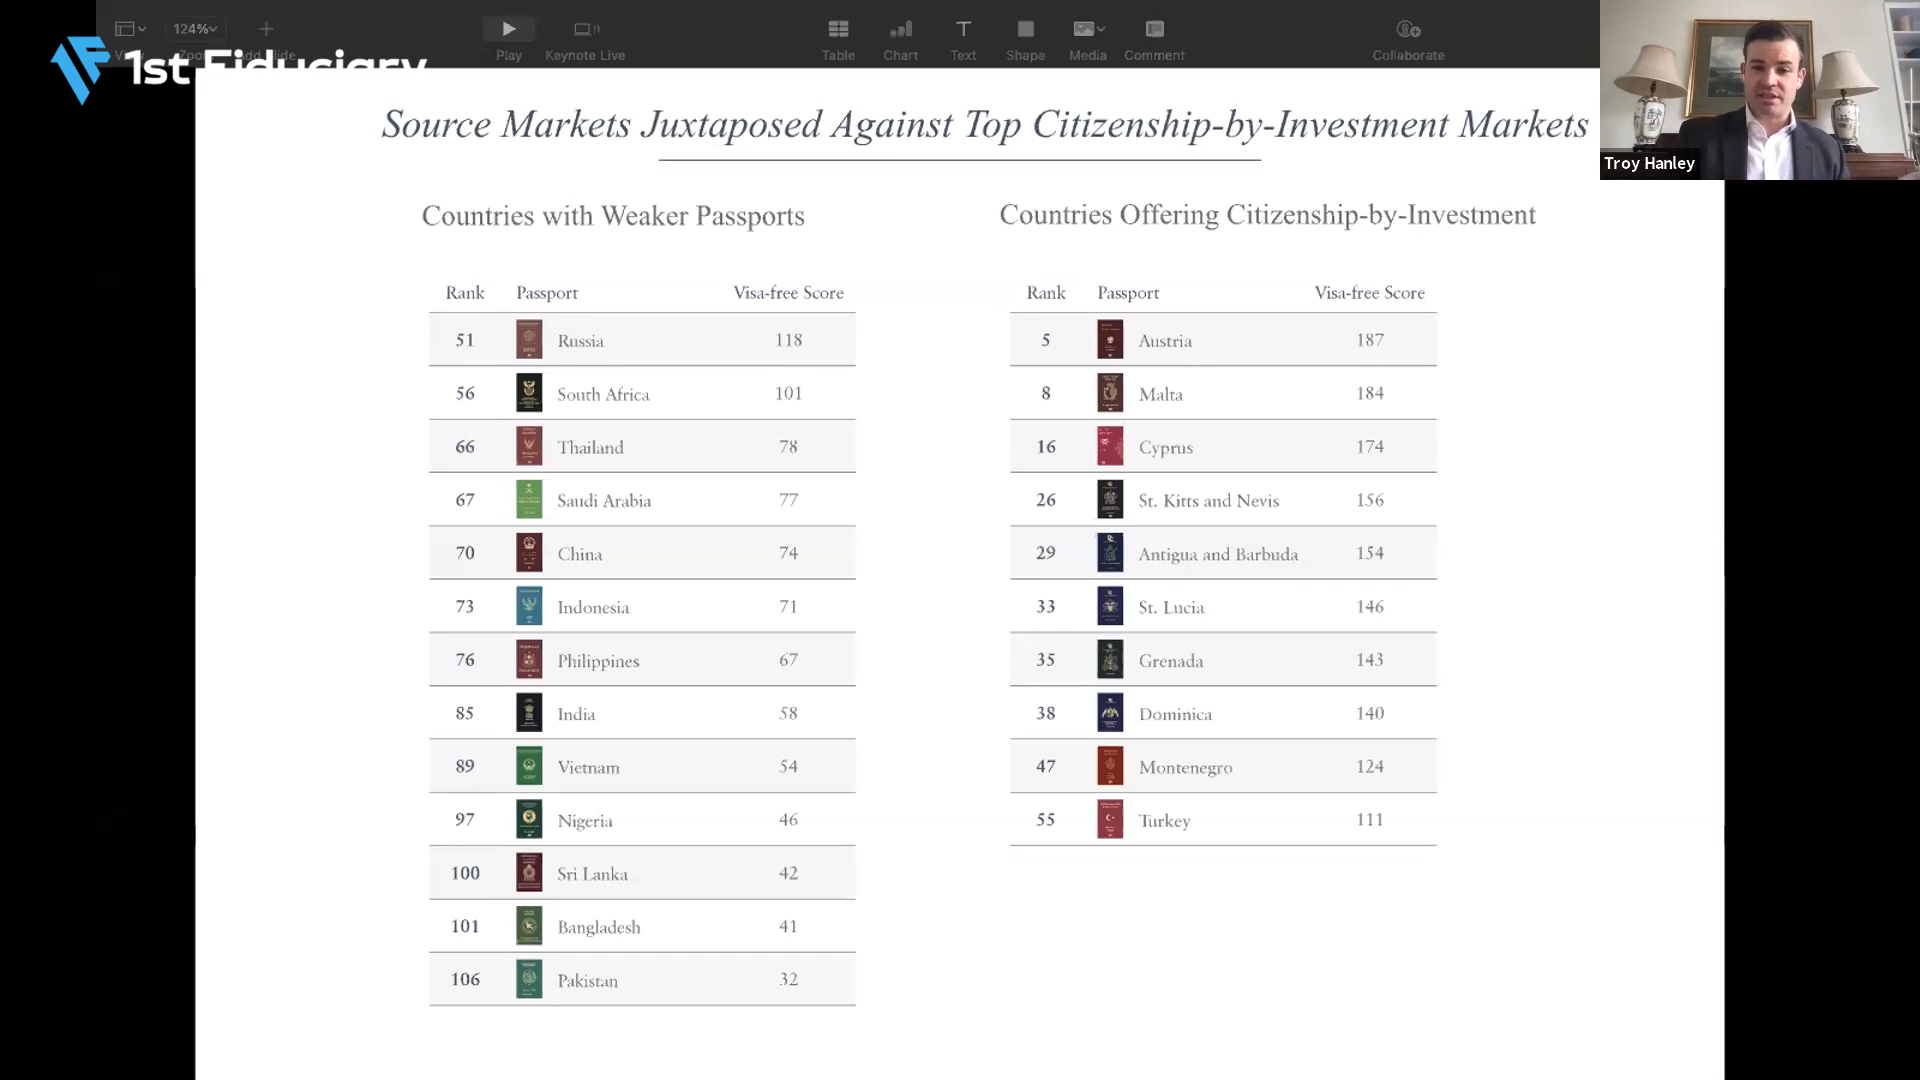 124%
Play
Keynote Live
Table
Chart
Text
Shape
Media
Comment
Collaborate
1st Fiduciary
Troy Hanley
Source Markets Juxtaposed Against Top Citizenship-by-Investment Markets
Countries with Weaker Passports
Rank Passport Visa-free Score
51 Russia 118
56 South Africa 101
66 Thailand 78
67 Saudi Arabia 77
70 China 74
73 Indonesia 71
76 Philippines 67
85 India 58
89 Vietnam 54
97 Nigeria 46
100 Sri Lanka 42
101 Bangladesh 41
106 Pakistan 32
Countries Offering Citizenship-by-Investment
Rank Passport Visa-free Score
5 Austria 187
8 Malta 184
16 Cyprus 174
26 St. Kitts and Nevis 156
29 Antigua and Barbuda 154
33 St. Lucia 146
35 Grenada 143
38 Dominica 140
47 Montenegro 124
55 Turkey 111